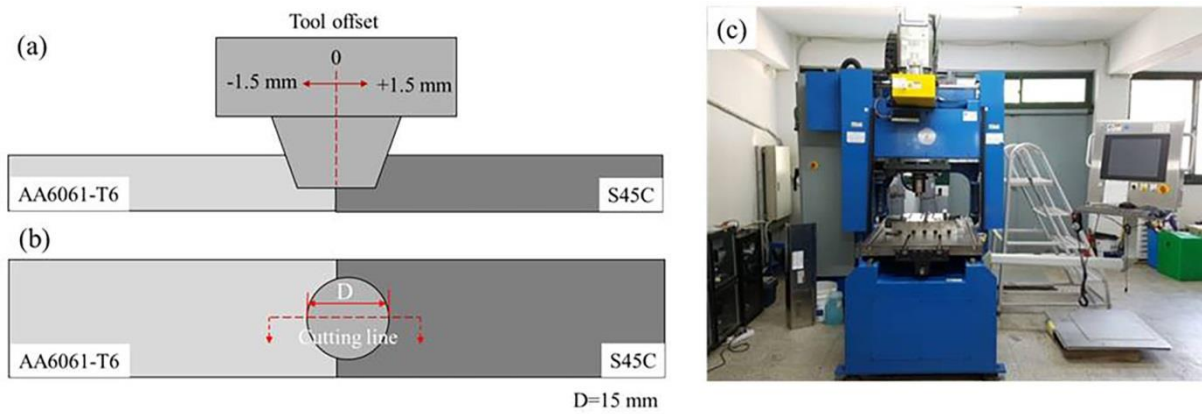 (a)
Tool offset
0
-1.5 mm
+1.5 mm
AA6061-T6
S45C
(b)
D
Cutting line
AA6061-T6
S45C
D=15 mm
(c)